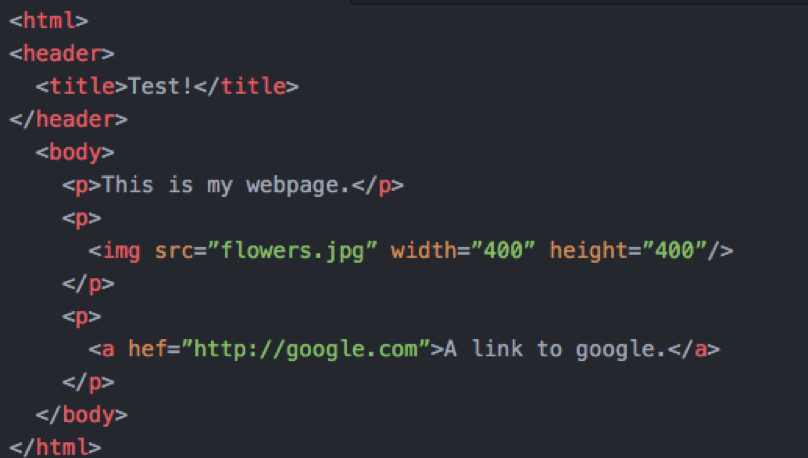 <html>
<header>
  <title>Test!</title>
</header>
  <body>
    <p>This is my webpage.</p>
    <p>
      <img src=”flowers.jpg” width=”400” height=”400”/>
    </p>
    <p>
      <a hef=”http://google.com”>A link to google.</a>
    </p>
  </body>
</html>